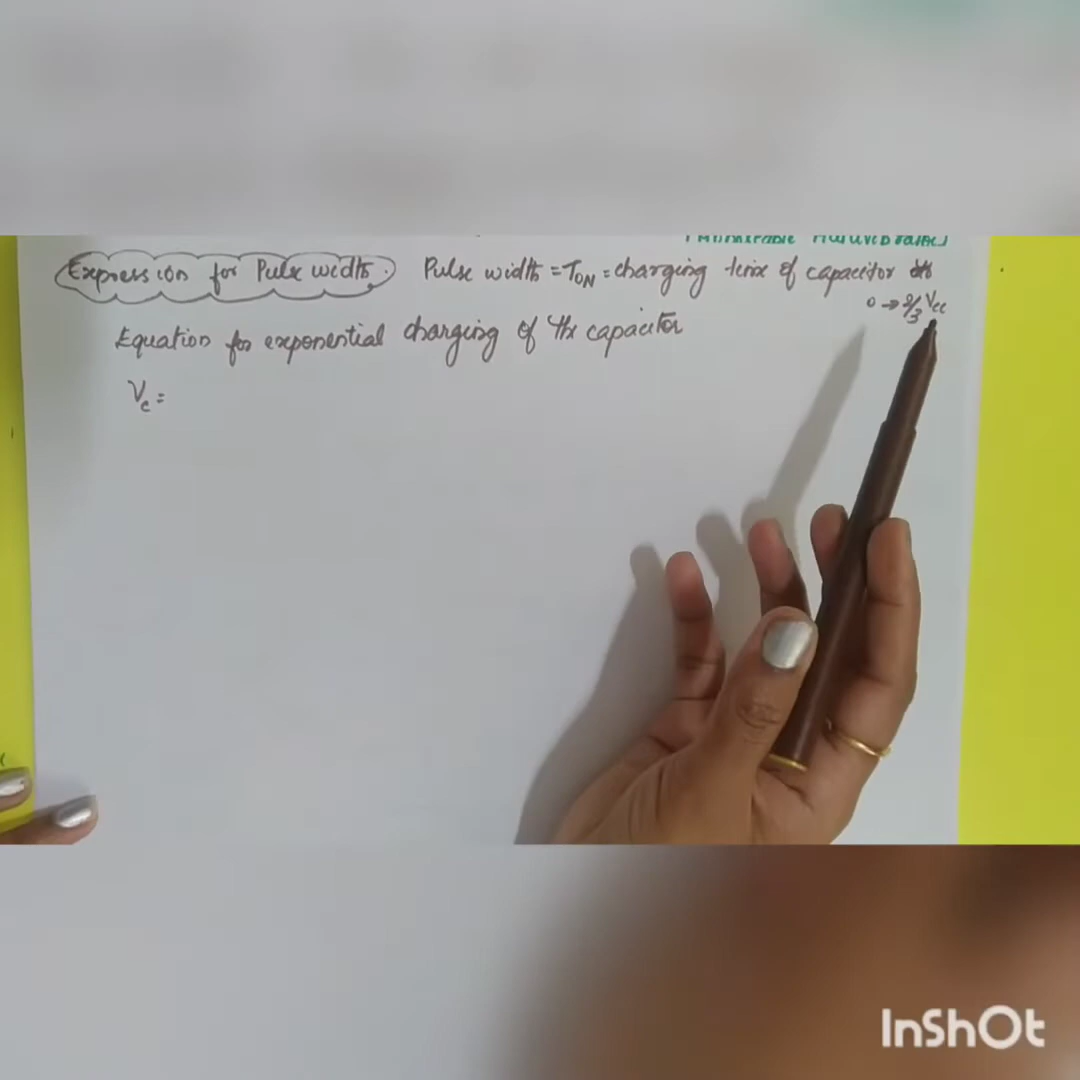 Expression for Pulse width. Pulse width = TON = charging time of capacitor
0 → 2/3 Vcc
Equation for exponential charging of the capacitor
Vc =
InShOt